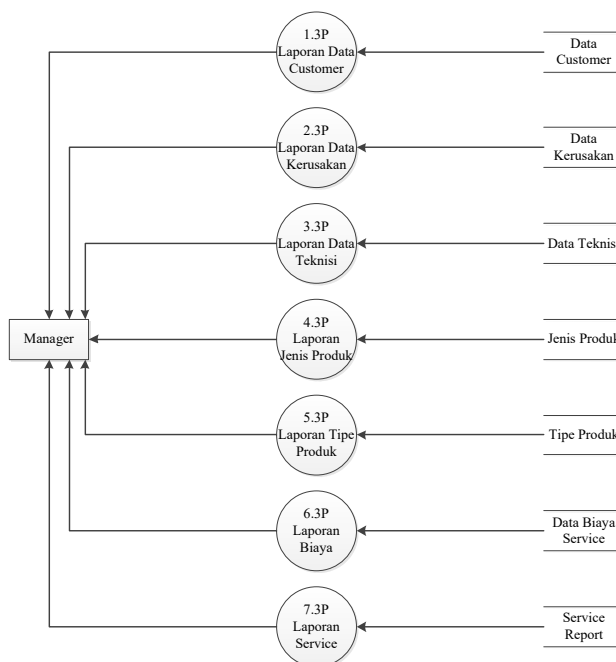 1.3P
Laporan Data
Customer
Data
Customer
2.3P
Laporan Data
Kerusakan
Data
Kerusakan
3.3P
Laporan Data
Teknisi
Data Teknisi
Manager
4.3P
Laporan
Jenis Produk
Jenis Produk
5.3P
Laporan Tipe
Produk
Tipe Produk
6.3P
Laporan
Biaya
Data Biaya
Service
7.3P
Laporan
Service
Service
Report